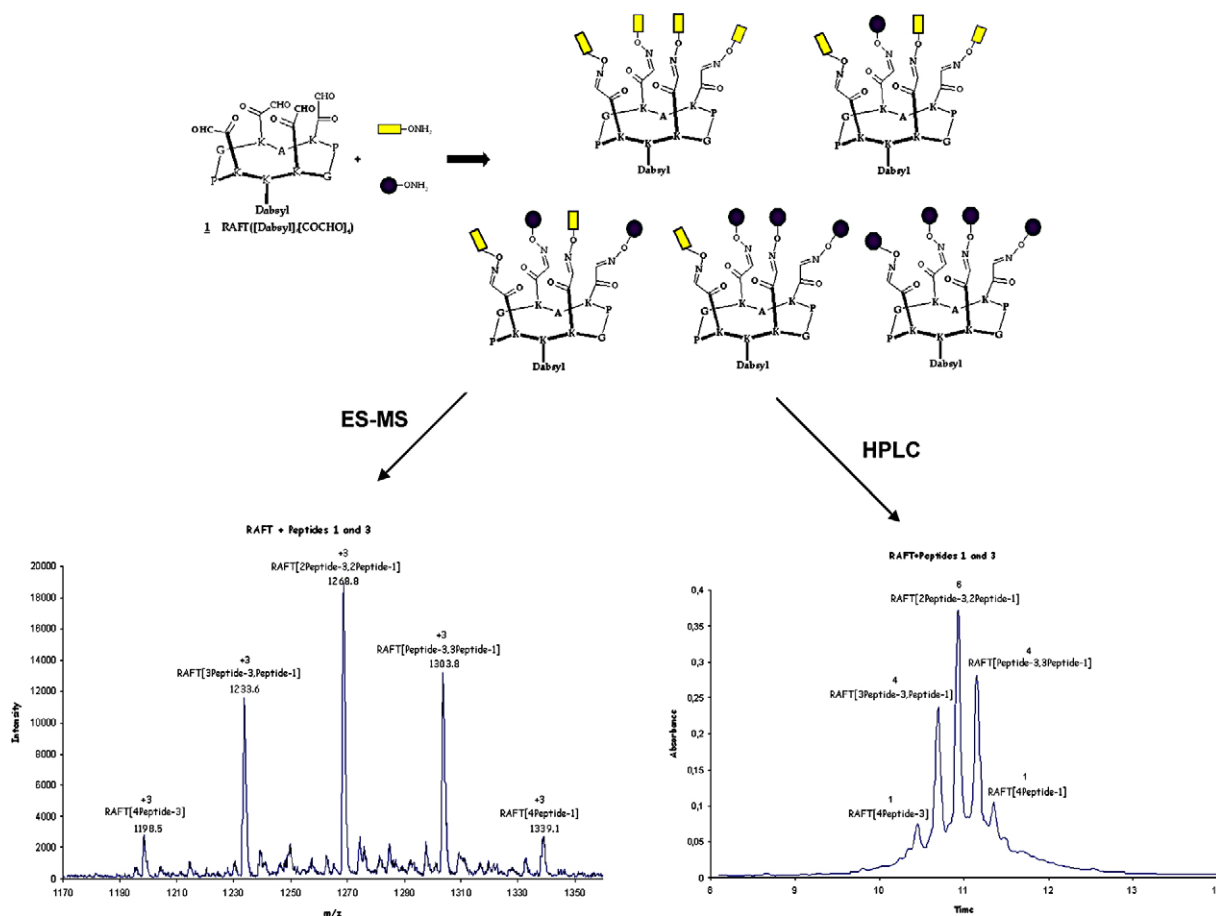 CHO
CHO
CHO
OHC
O
O
O
O
G
K
A
K
P
P
K
K
K
G
Dabsyl
1 RAFT([Dabsyl],[COCHO]₄)
+
ONH₂
ONH₂
O
N
O
N
O
N
O
N
O
O
O
O
G
K
A
K
P
P
K
K
K
G
Dabsyl
O
N
O
N
O
N
O
N
O
O
O
O
G
K
A
K
P
P
K
K
K
G
Dabsyl
O
N
O
N
O
N
O
N
O
O
O
O
G
K
A
K
P
P
K
K
K
G
Dabsyl
O
N
O
N
O
N
O
N
O
O
O
O
G
K
A
K
P
P
K
K
K
G
Dabsyl
O
N
O
N
O
N
O
N
O
O
O
O
G
K
A
K
P
P
K
K
K
G
Dabsyl
ES-MS
HPLC
RAFT + Peptides 1 and 3
Intensity
20000
18000
16000
14000
12000
10000
8000
6000
4000
2000
0
+3
RAFT[4Peptide-3]
1198.5
+3
RAFT[3Peptide-3,Peptide-1]
1233.6
+3
RAFT[2Peptide-3,2Peptide-1]
1268.8
+3
RAFT[Peptide-3,3Peptide-1]
1303.8
+3
RAFT[4Peptide-1]
1339.1
1170 1190 1210 1230 1250 1270 1290 1310 1330 1350
m/z
RAFT+Peptides 1 and 3
Absorbance
0,4
0,35
0,3
0,25
0,2
0,15
0,1
0,05
0
1
RAFT[4Peptide-3]
4
RAFT[3Peptide-3,Peptide-1]
6
RAFT[2Peptide-3,2Peptide-1]
4
RAFT[Peptide-3,3Peptide-1]
1
RAFT[4Peptide-1]
8 9 10 11 12 13
Time